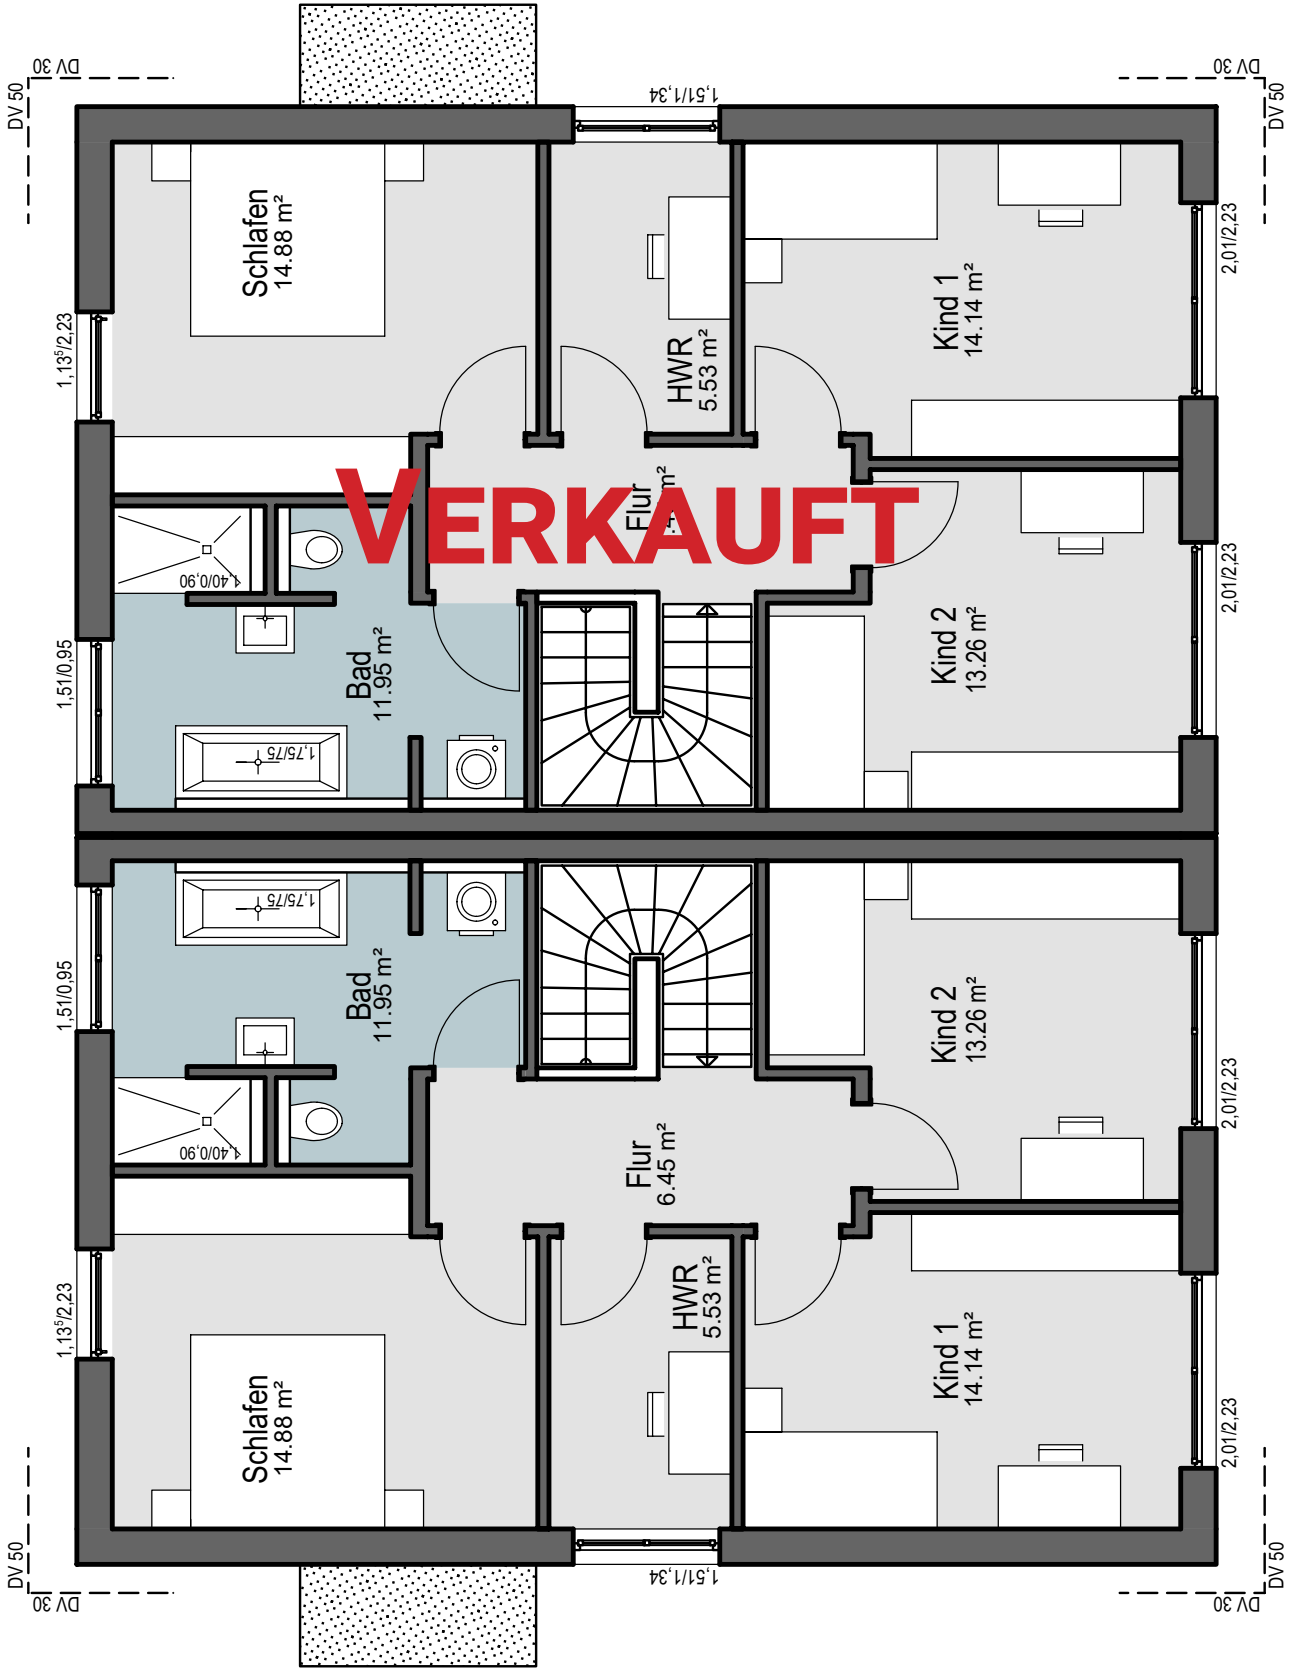 DV 30
DV 50
1,51/1,34
DV 30
DV 50
Schlafen
14.88 m²
2,01/2,23
1,13⁵/2,23
HWR
5.53 m²
Kind 1
14.14 m²
Flur
m²
VERKAUFT
1,40/0,90
2,01/2,23
1,51/0,95
Bad
11.95 m²
Kind 2
13.26 m²
1,75/75
1,75/75
1,51/0,95
Bad
11.95 m²
Kind 2
13.26 m²
2,01/2,23
1,40/0,90
Flur
6.45 m²
1,13⁵/2,23
HWR
5.53 m²
Kind 1
14.14 m²
Schlafen
14.88 m²
2,01/2,23
DV 50
DV 30
1,51/1,34
DV 50
DV 30